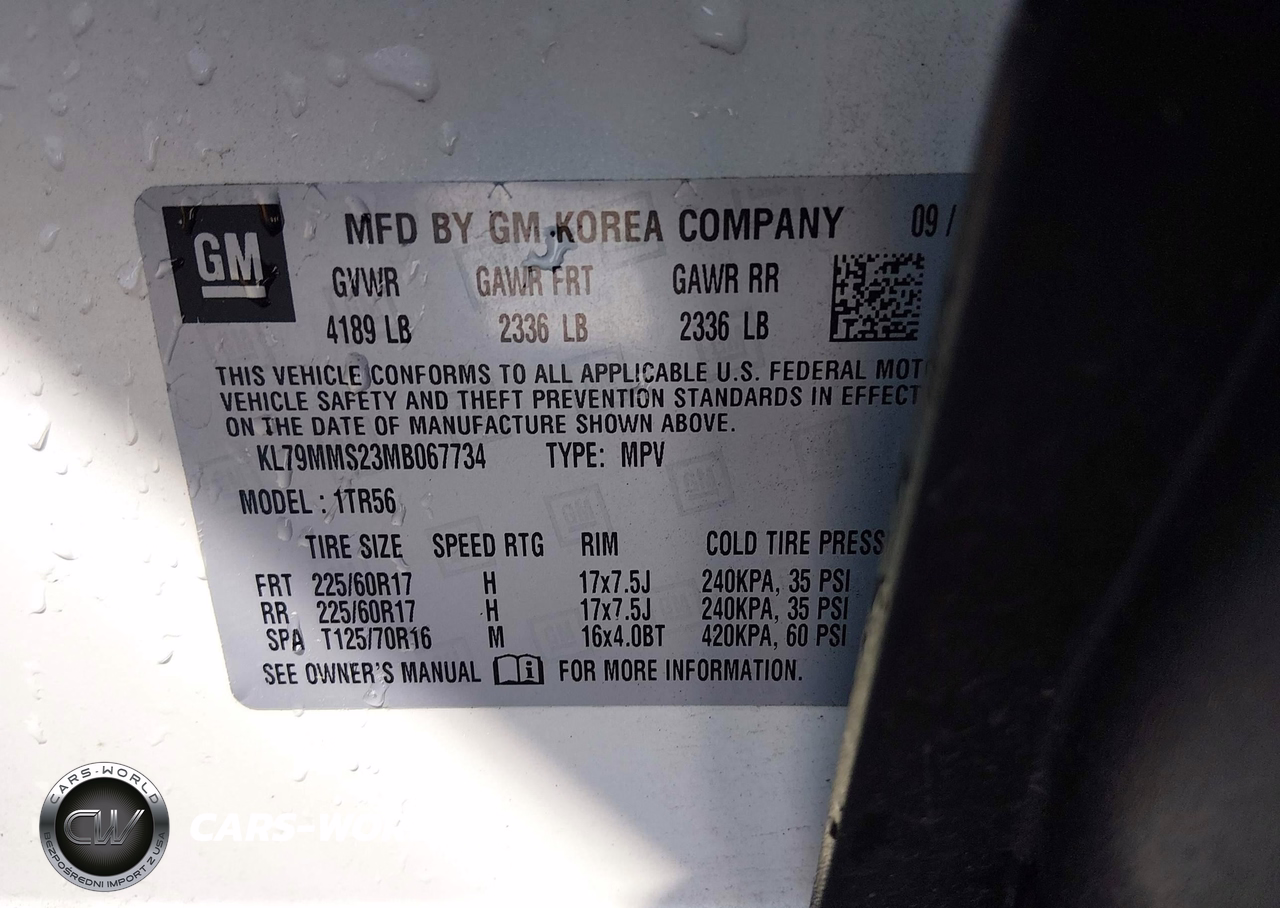 GM
MFD BY GM KOREA COMPANY 09 /
GVWR GAWR FRT GAWR RR
4189 LB 2336 LB 2336 LB
THIS VEHICLE CONFORMS TO ALL APPLICABLE U.S. FEDERAL MOT
VEHICLE SAFETY AND THEFT PREVENTION STANDARDS IN EFFECT
ON THE DATE OF MANUFACTURE SHOWN ABOVE.
KL79MMS23MB067734 TYPE: MPV
MODEL : 1TR56
TIRE SIZE SPEED RTG RIM COLD TIRE PRESS
FRT 225/60R17 H 17x7.5J 240KPA, 35 PSI
RR 225/60R17 H 17x7.5J 240KPA, 35 PSI
SPA T125/70R16 M 16x4.0BT 420KPA, 60 PSI
SEE OWNER'S MANUAL i FOR MORE INFORMATION.
CARS-WORLD
CW
BEZPOŚREDNI IMPORT Z USA
CARS-WO